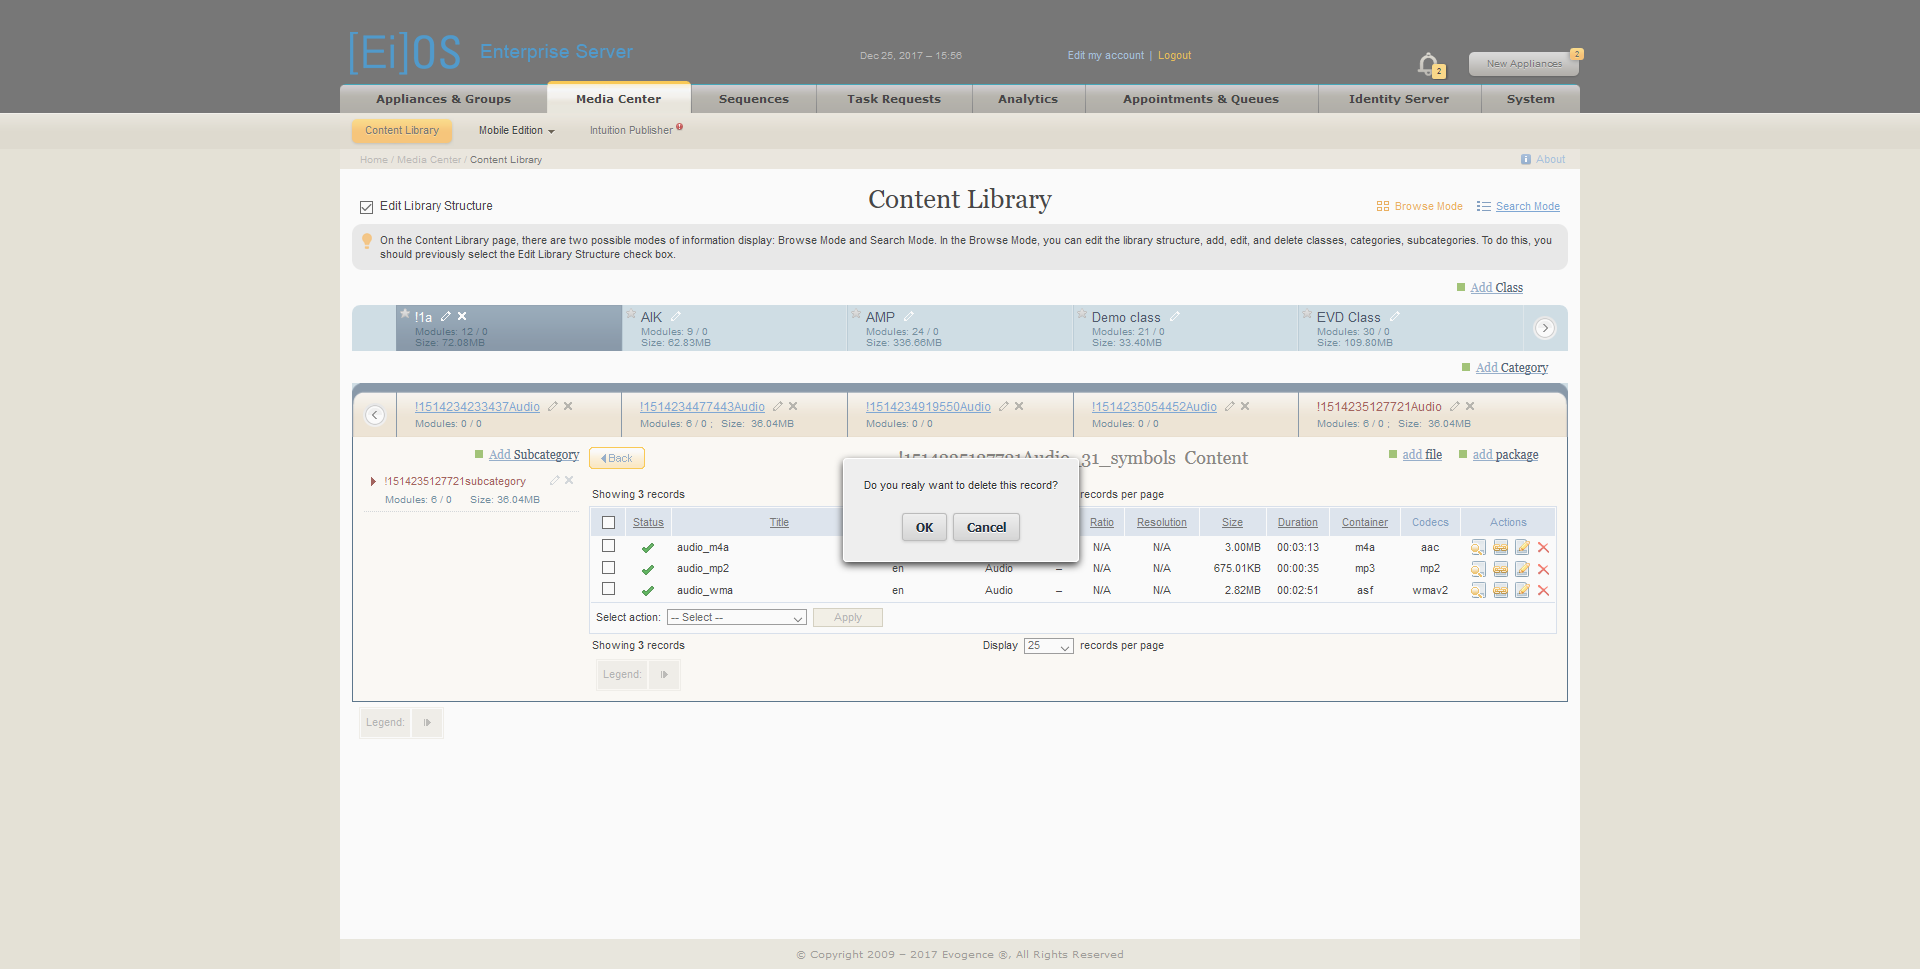 [Ei]OS Enterprise Server
Dec 25, 2017 – 15:56
Edit my account | Logout
2
New Appliances
2
Appliances & Groups
Media Center
Sequences
Task Requests
Analytics
Appointments & Queues
Identity Server
System
Content Library
Mobile Edition
Intuition Publisher
Home / Media Center / Content Library
About
Edit Library Structure
Content Library
Browse Mode
Search Mode
On the Content Library page, there are two possible modes of information display: Browse Mode and Search Mode. In the Browse Mode, you can edit the library structure, add, edit, and delete classes, categories, subcategories. To do this, you
should previously select the Edit Library Structure check box.
Add Class
!1a
Modules: 12 / 0
Size: 72.08MB
AIK
Modules: 9 / 0
Size: 62.83MB
AMP
Modules: 24 / 0
Size: 336.66MB
Demo class
Modules: 21 / 0
Size: 33.40MB
EVD Class
Modules: 30 / 0
Size: 109.80MB
Add Category
!1514234233437Audio
Modules: 0 / 0
!1514234477443Audio
Modules: 6 / 0 ; Size: 36.04MB
!1514234919550Audio
Modules: 0 / 0
!1514235054452Audio
Modules: 0 / 0
!1514235127721Audio
Modules: 6 / 0 ; Size: 36.04MB
Add Subcategory
!1514235127721subcategory
Modules: 6 / 0 Size: 36.04MB
Back
!1514235127721Audio_31_symbols Content
add file
add package
Showing 3 records
records per page
Do you realy want to delete this record?
OK
Cancel
Status Title Ratio Resolution Size Duration Container Codecs Actions
audio_m4a N/A N/A 3.00MB 00:03:13 m4a aac
audio_mp2 en Audio – N/A N/A 675.01KB 00:00:35 mp3 mp2
audio_wma en Audio – N/A N/A 2.82MB 00:02:51 asf wmav2
Select action: -- Select -- Apply
Showing 3 records
Display 25 records per page
Legend:
Legend:
© Copyright 2009 – 2017 Evogence ®, All Rights Reserved